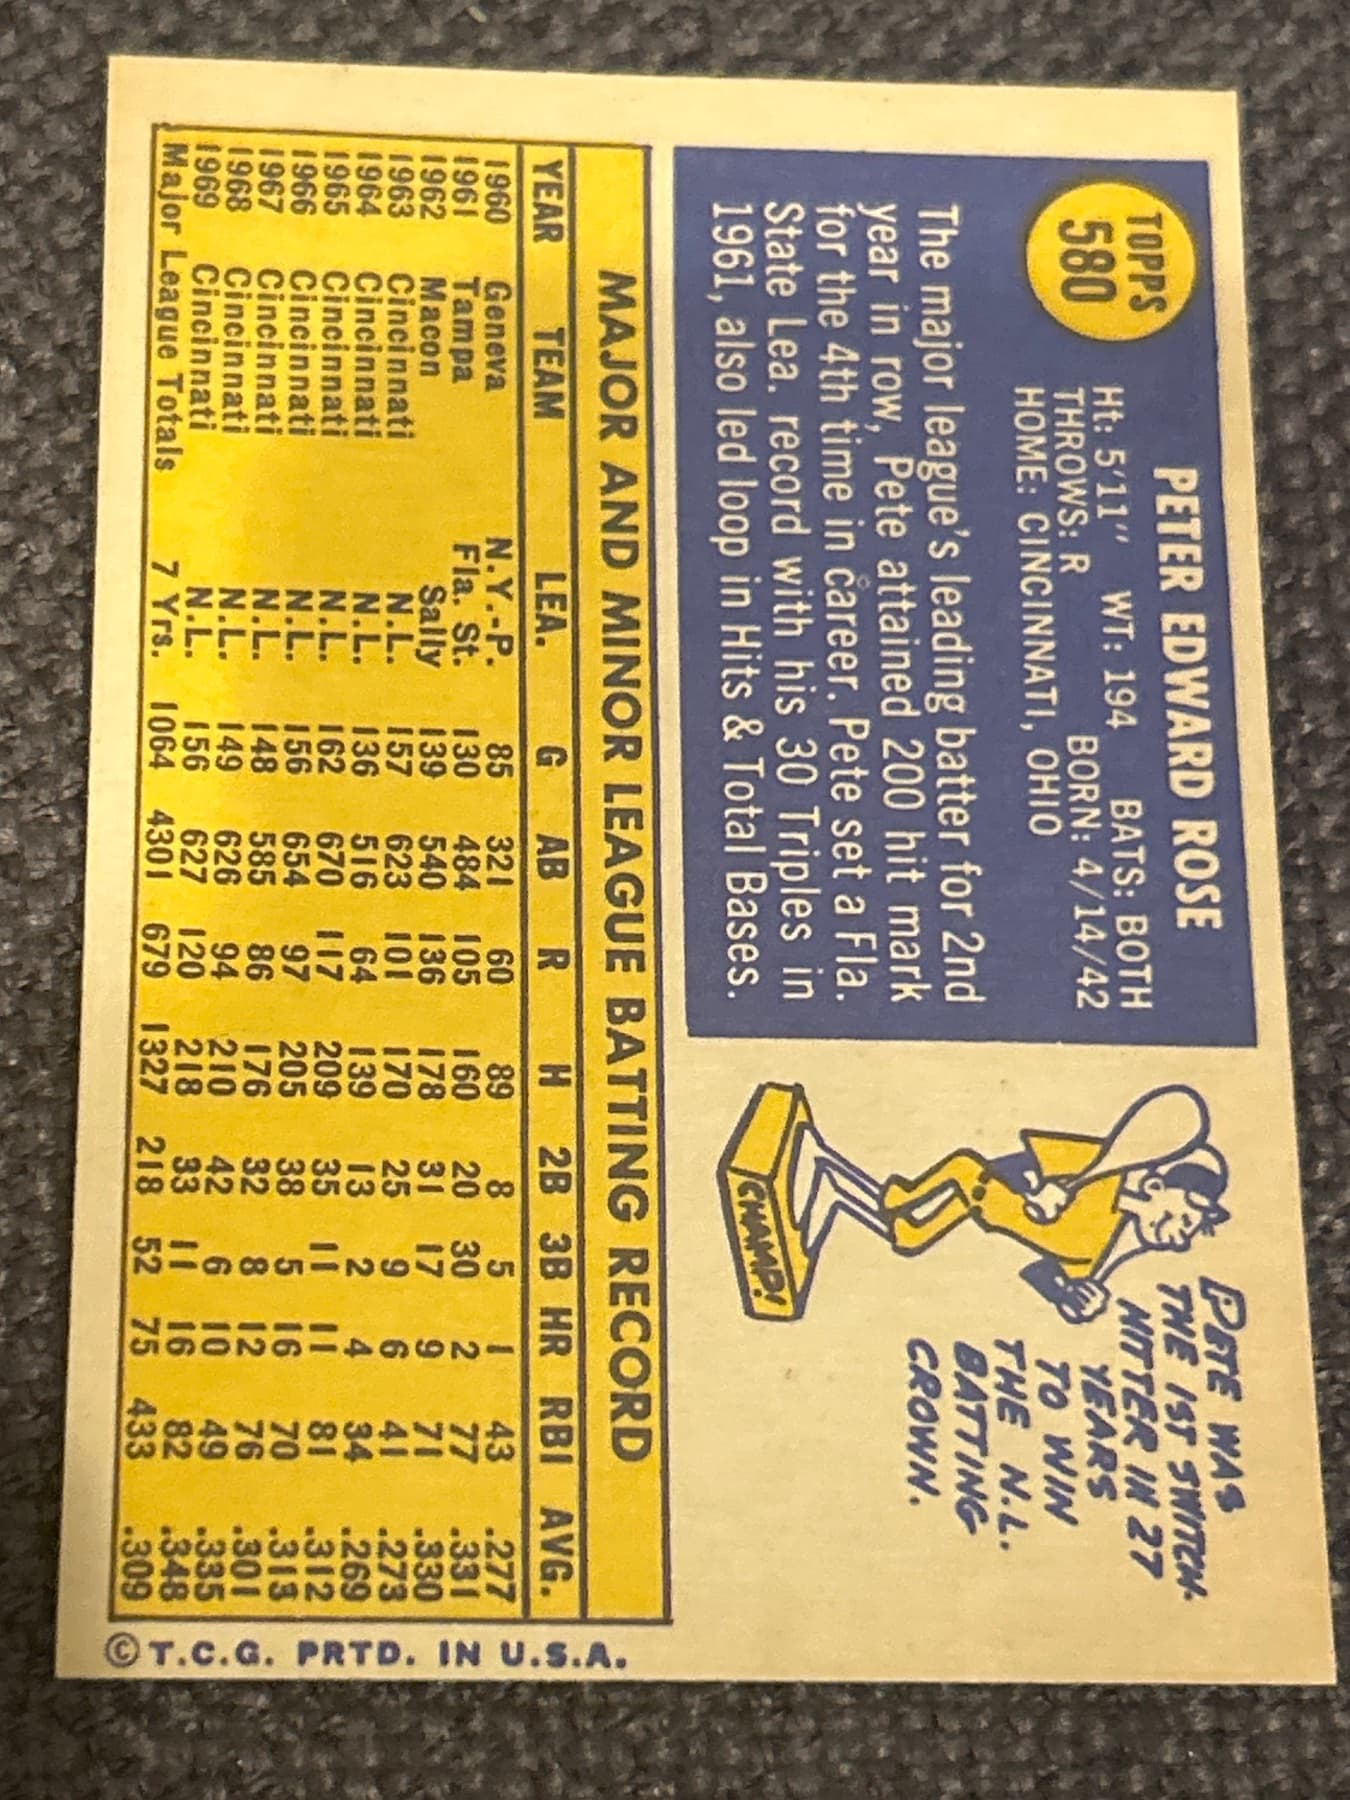 TOPPS
580
PETER EDWARD ROSE
Ht: 5'11" WT: 194 BATS: BOTH
THROWS: R BORN: 4/14/42
HOME: CINCINNATI, OHIO
The major league's leading batter for 2nd
year in row, Pete attained 200 hit mark
for the 4th time in career. Pete set a Fla.
State Lea. record with his 30 Triples in
1961, also led loop in Hits & Total Bases.
PETE WAS
THE 1ST SWITCH-
HITTER IN 27
YEARS
TO WIN
THE N.L.
BATTING
CROWN.
CHAMP!
MAJOR AND MINOR LEAGUE BATTING RECORD
YEAR TEAM LEA. G AB R H 2B 3B HR RBI AVG.
1960 Geneva N.Y.-P. 85 321 60 89 8 5 1 43 .277
1961 Tampa Fla. St. 130 484 105 160 20 30 2 77 .331
1962 Macon Sally 139 540 136 178 31 17 9 71 .330
1963 Cincinnati N.L. 157 623 101 170 25 9 6 41 .273
1964 Cincinnati N.L. 136 516 64 139 13 2 4 34 .269
1965 Cincinnati N.L. 162 670 117 209 35 11 11 81 .312
1966 Cincinnati N.L. 156 654 97 205 38 5 16 70 .313
1967 Cincinnati N.L. 148 585 86 176 32 8 12 76 .301
1968 Cincinnati N.L. 149 626 94 210 42 6 10 49 .335
1969 Cincinnati N.L. 156 627 120 218 33 11 16 82 .348
Major League Totals 7 Yrs. 1064 4301 679 1327 218 52 75 433 .309
© T.C.G. PRTD. IN U.S.A.